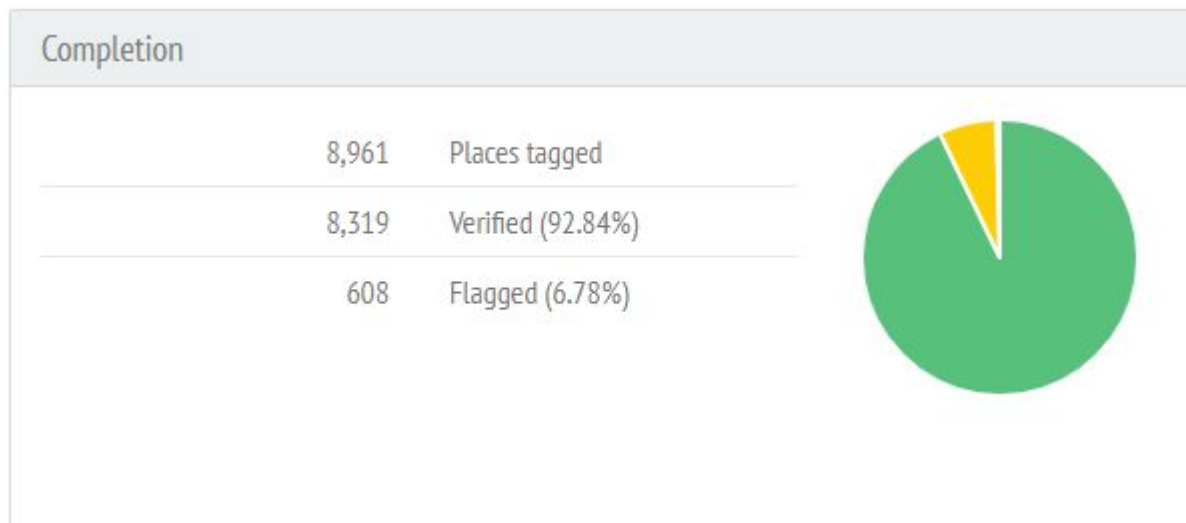 Completion
8,961 Places tagged
8,319 Verified (92.84%)
608 Flagged (6.78%)